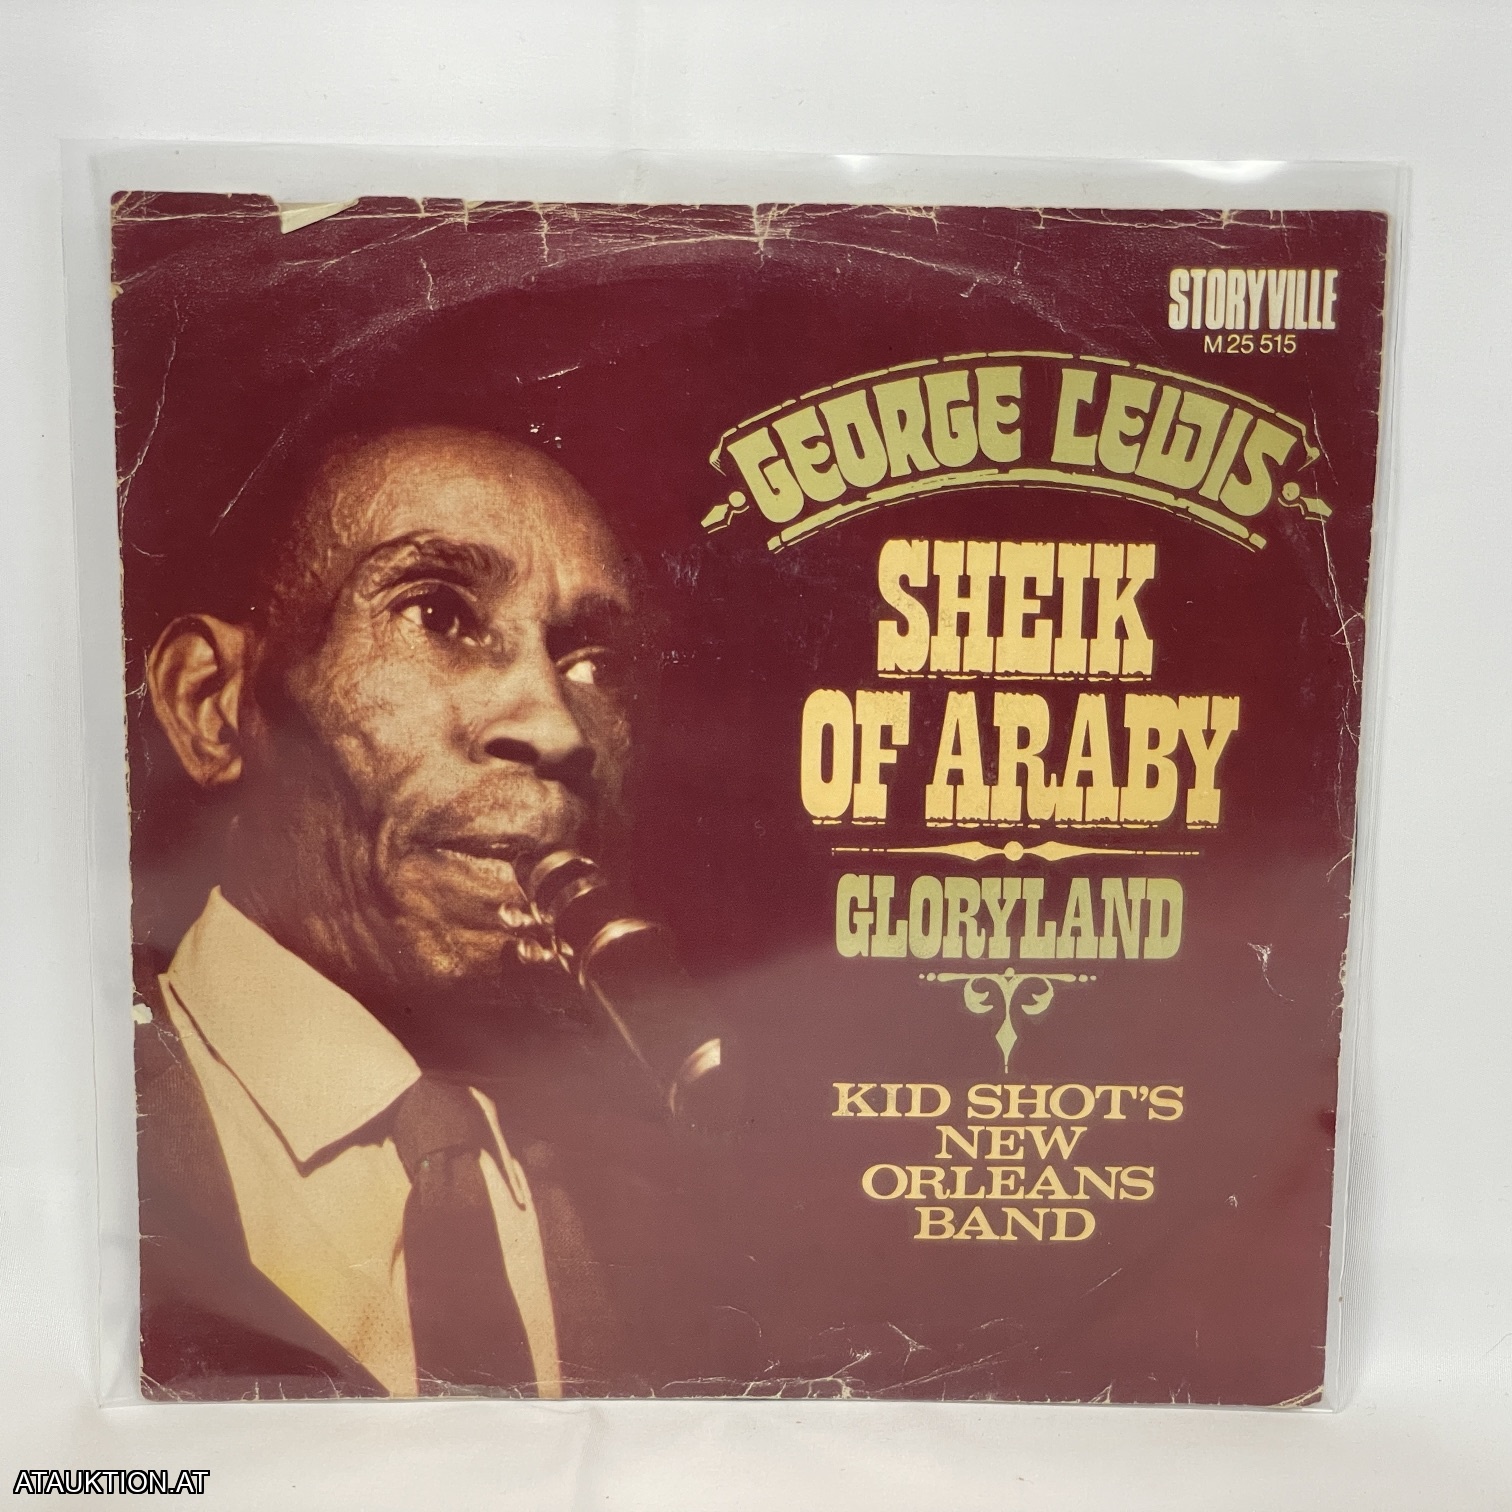 STORYVILLE
M 25 515
GEORGE LEWIS
SHEIK
OF ARABY
GLORYLAND
KID SHOT'S
NEW
ORLEANS
BAND
ATAUKTION.AT